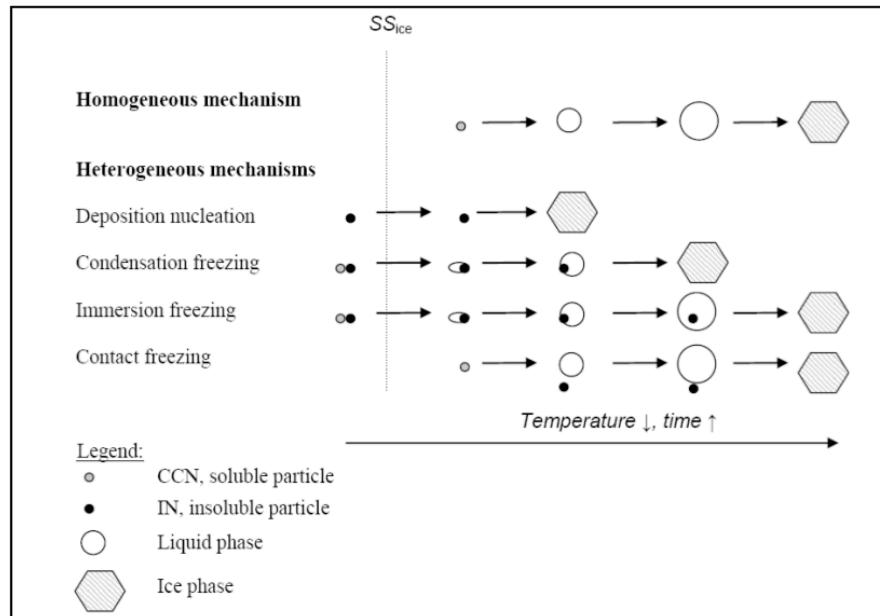 SSice
Homogeneous mechanism
Heterogeneous mechanisms
Deposition nucleation
Condensation freezing
Immersion freezing
Contact freezing
Temperature ↓, time ↑
Legend:
CCN, soluble particle
IN, insoluble particle
Liquid phase
Ice phase